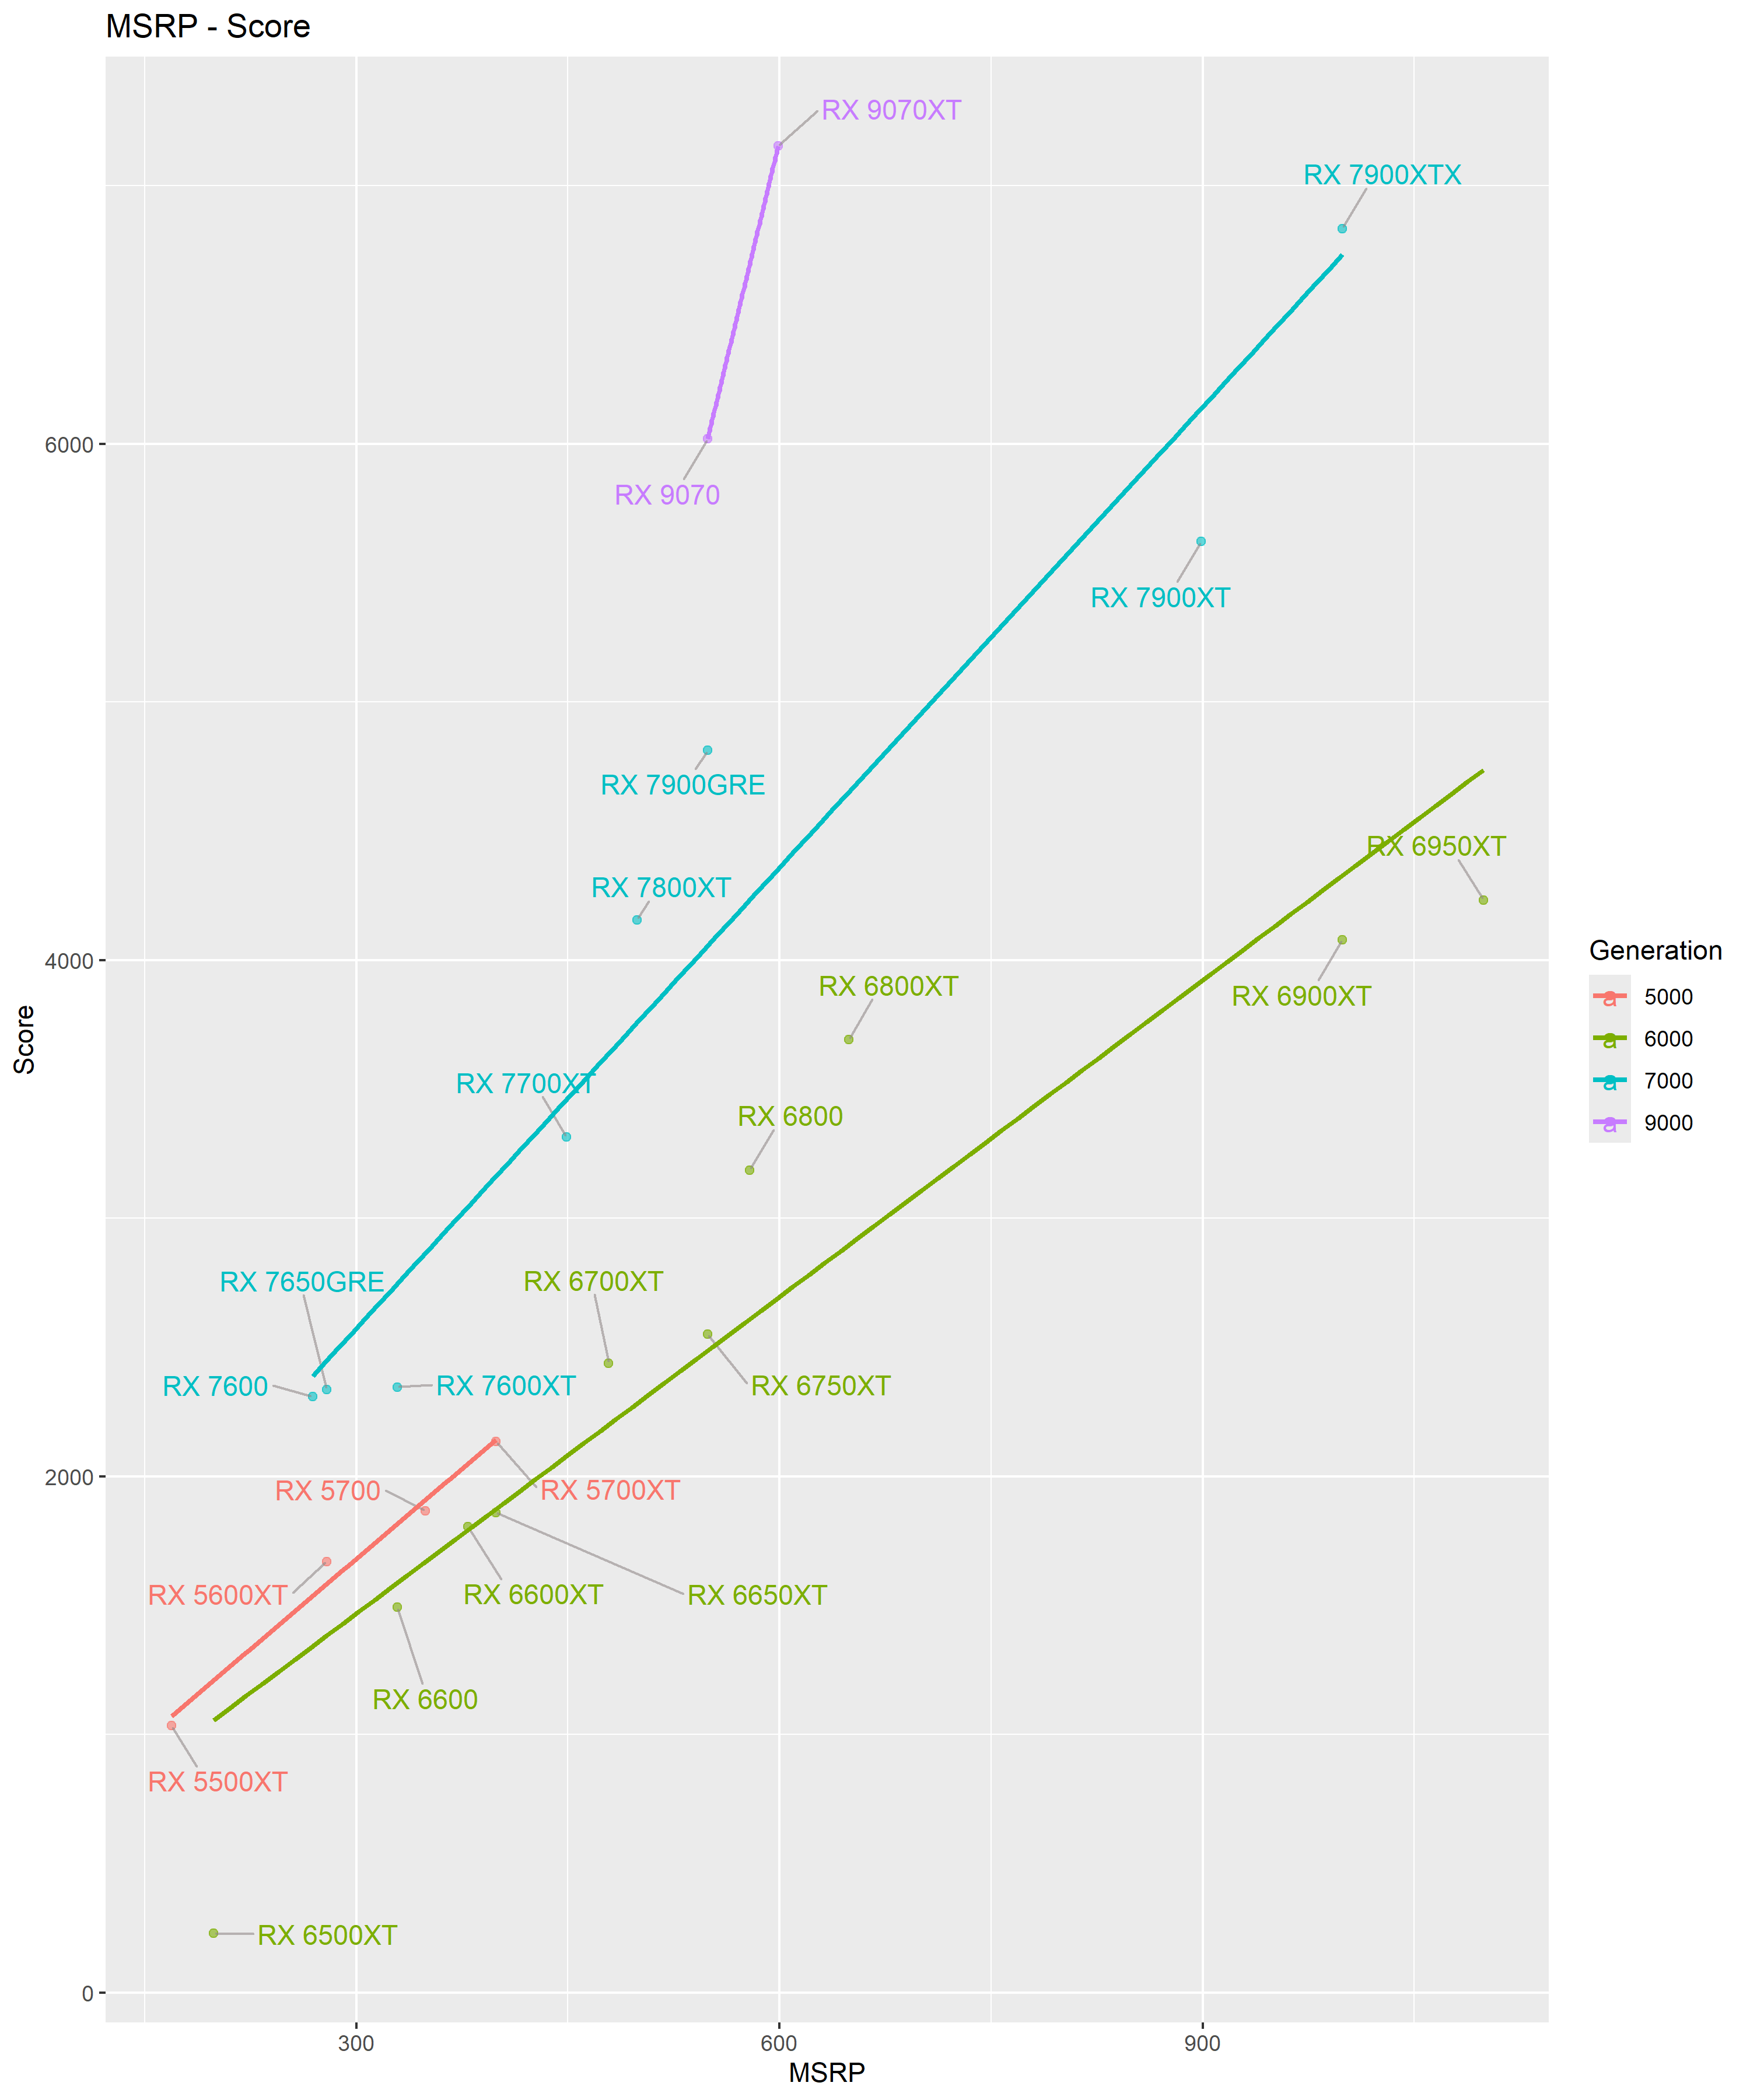 MSRP - Score
RX 9070XT
RX 7900XTX
6000
RX 9070
RX 7900XT
RX 7900GRE
RX 6950XT
RX 7800XT
4000
RX 6800XT
RX 6900XT
Score
RX 7700XT
RX 6800
RX 7650GRE
RX 6700XT
RX 7600
RX 7600XT
RX 6750XT
2000
RX 5700
RX 5700XT
RX 5600XT
RX 6600XT
RX 6650XT
RX 6600
RX 5500XT
RX 6500XT
0
300
600
900
MSRP
Generation
a 5000
a 6000
a 7000
a 9000